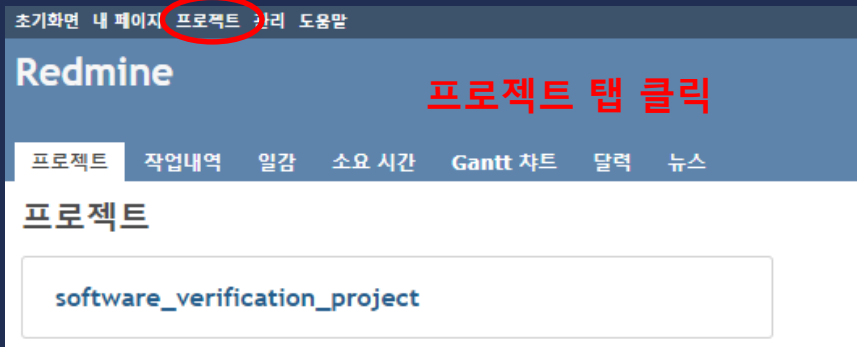 초기화면 내 페이지 프로젝트 관리 도움말
Redmine
프로젝트 탭 클릭
프로젝트 작업내역 일감 소요 시간 Gantt 챠트 달력 뉴스
프로젝트
software_verification_project